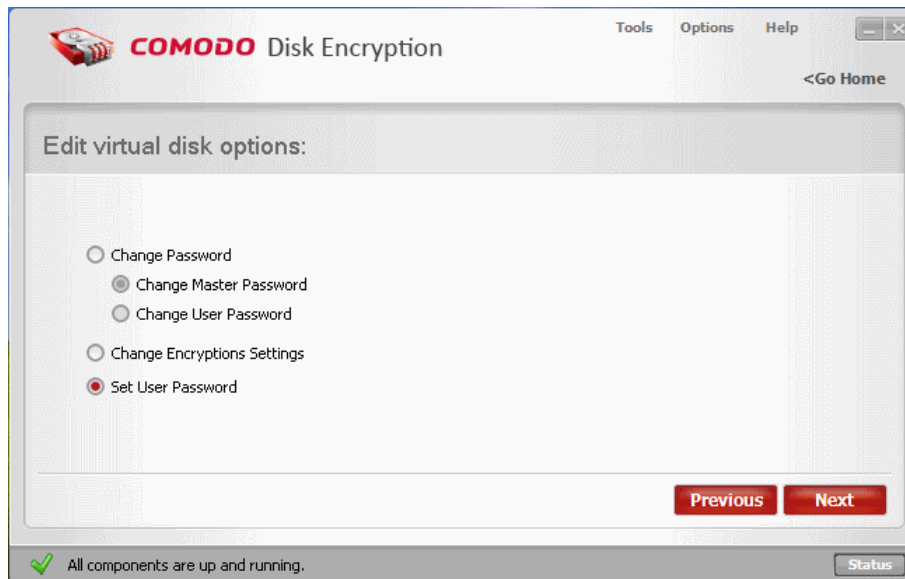 COMODO Disk Encryption
Tools Options Help
<Go Home
Edit virtual disk options:
Change Password
Change Master Password
Change User Password
Change Encryptions Settings
Set User Password
Previous Next
All components are up and running.
Status